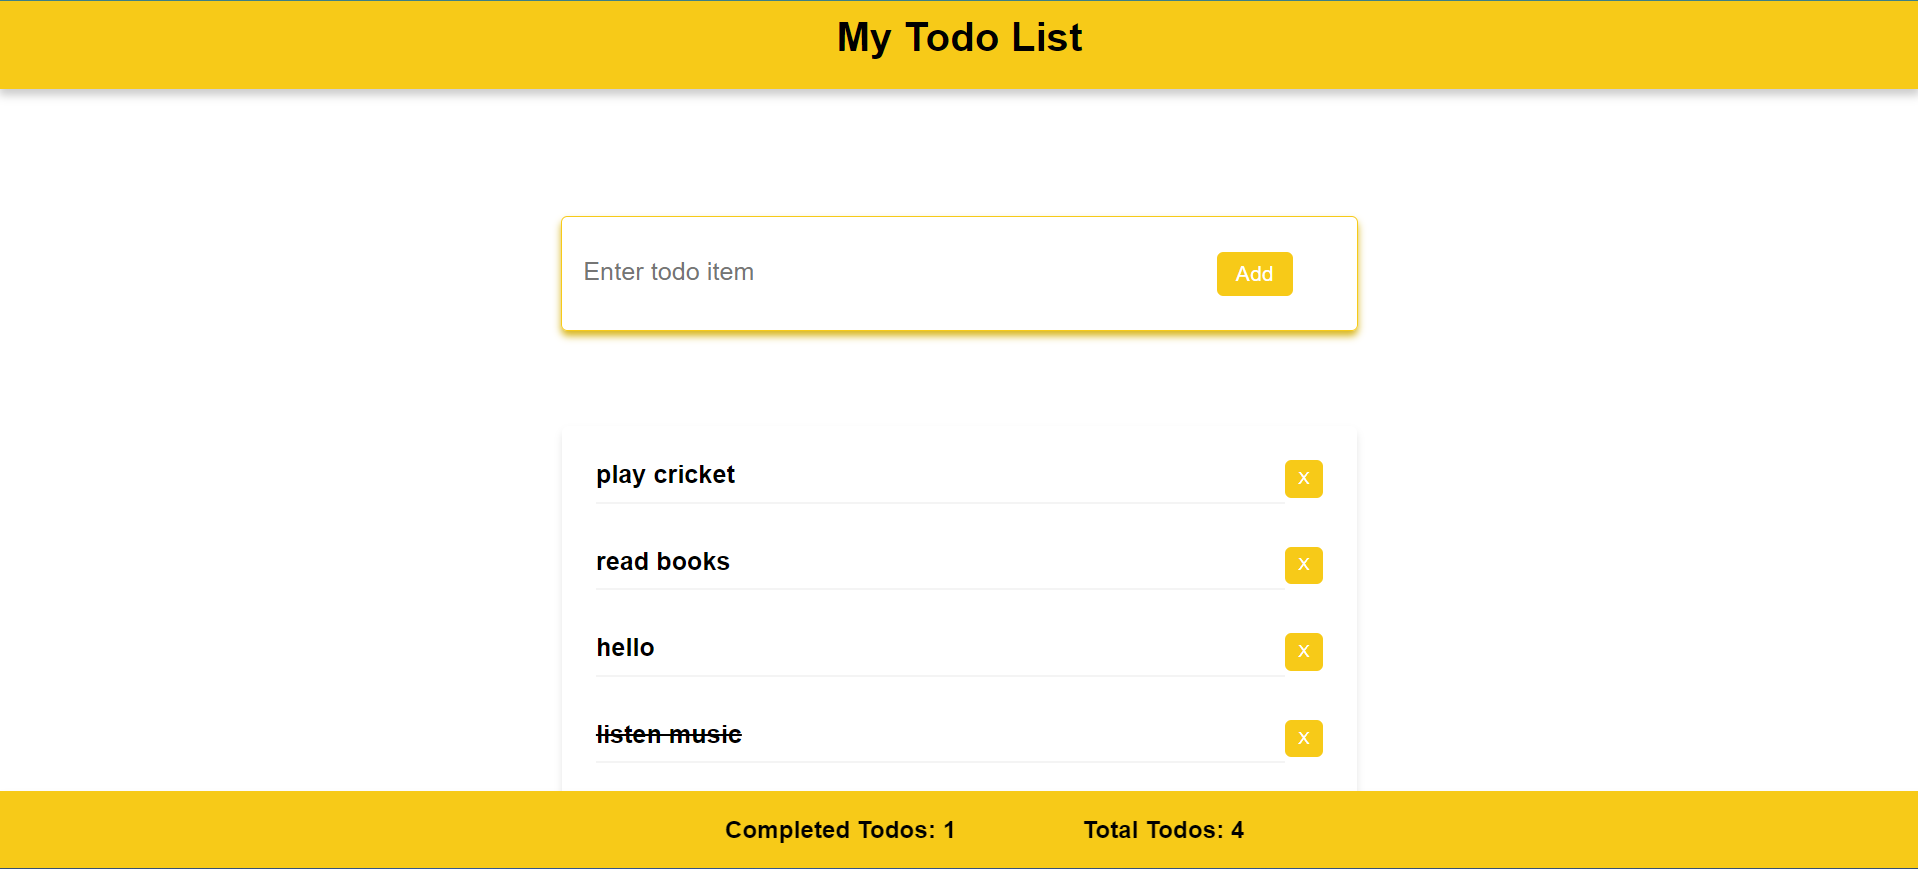 My Todo List
Enter todo item
Add
play cricket
X
read books
X
hello
X
listen music
X
Completed Todos: 1
Total Todos: 4